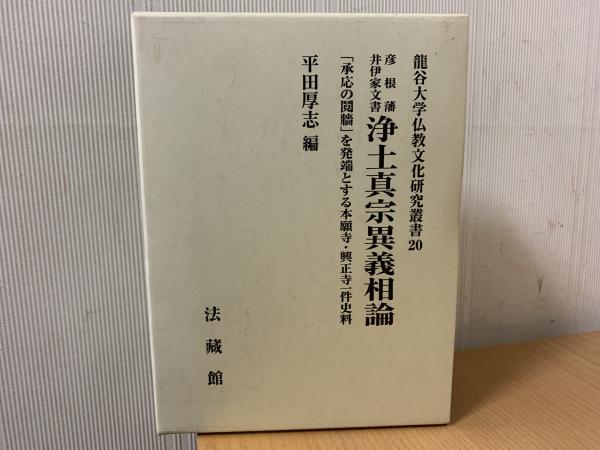 龍谷大学仏教文化研究叢書20
彦根藩
井伊家文書
浄土真宗異義相論
「承応の鬩牆」を発端とする本願寺・興正寺一件史料
平田厚志 編
法藏館